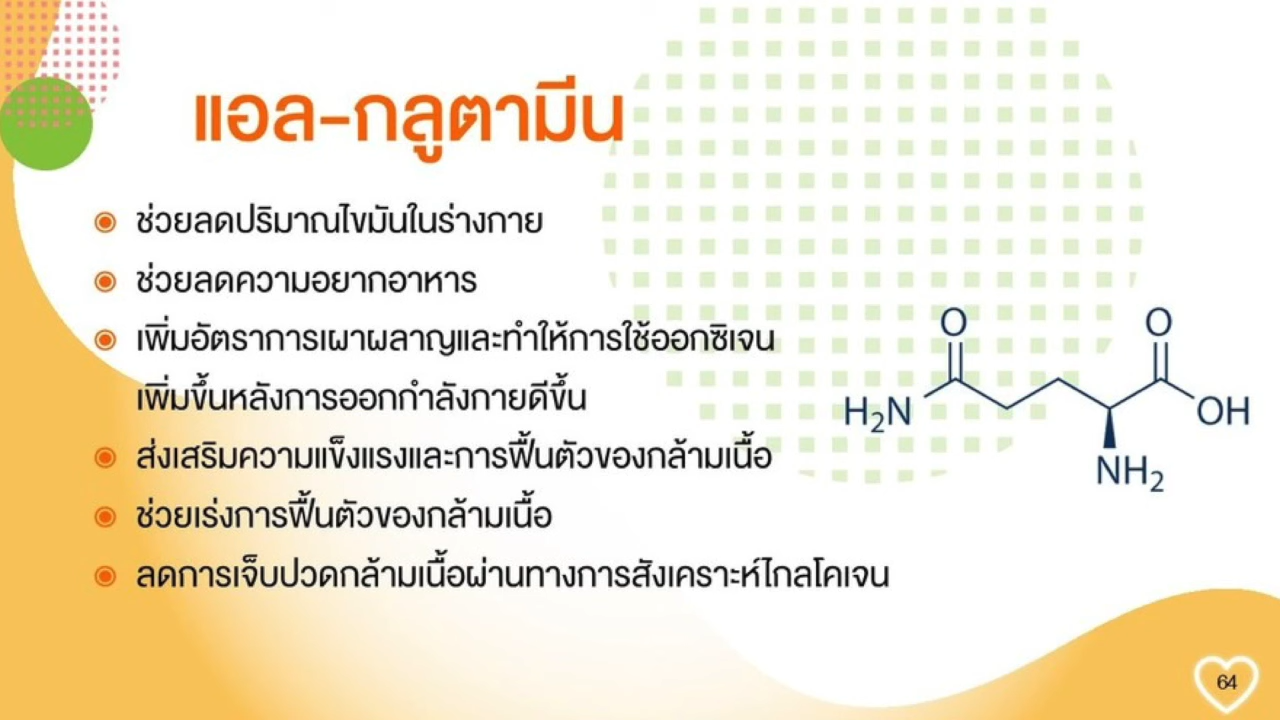 แอล-กลูตามีน
ช่วยลดปริมาณไขมันในร่างกาย
ช่วยลดความอยากอาหาร
เพิ่มอัตราการเผาผลาญและทำให้การใช้ออกซิเจน
เพิ่มขึ้นหลังการออกกำลังกายดีขึ้น
ส่งเสริมความแข็งแรงและการฟื้นตัวของกล้ามเนื้อ
ช่วยเร่งการฟื้นตัวของกล้ามเนื้อ
ลดการเจ็บปวดกล้ามเนื้อผ่านทางการสังเคราะห์ไกลโคเจน
O O
H₂N OH
NH₂
64